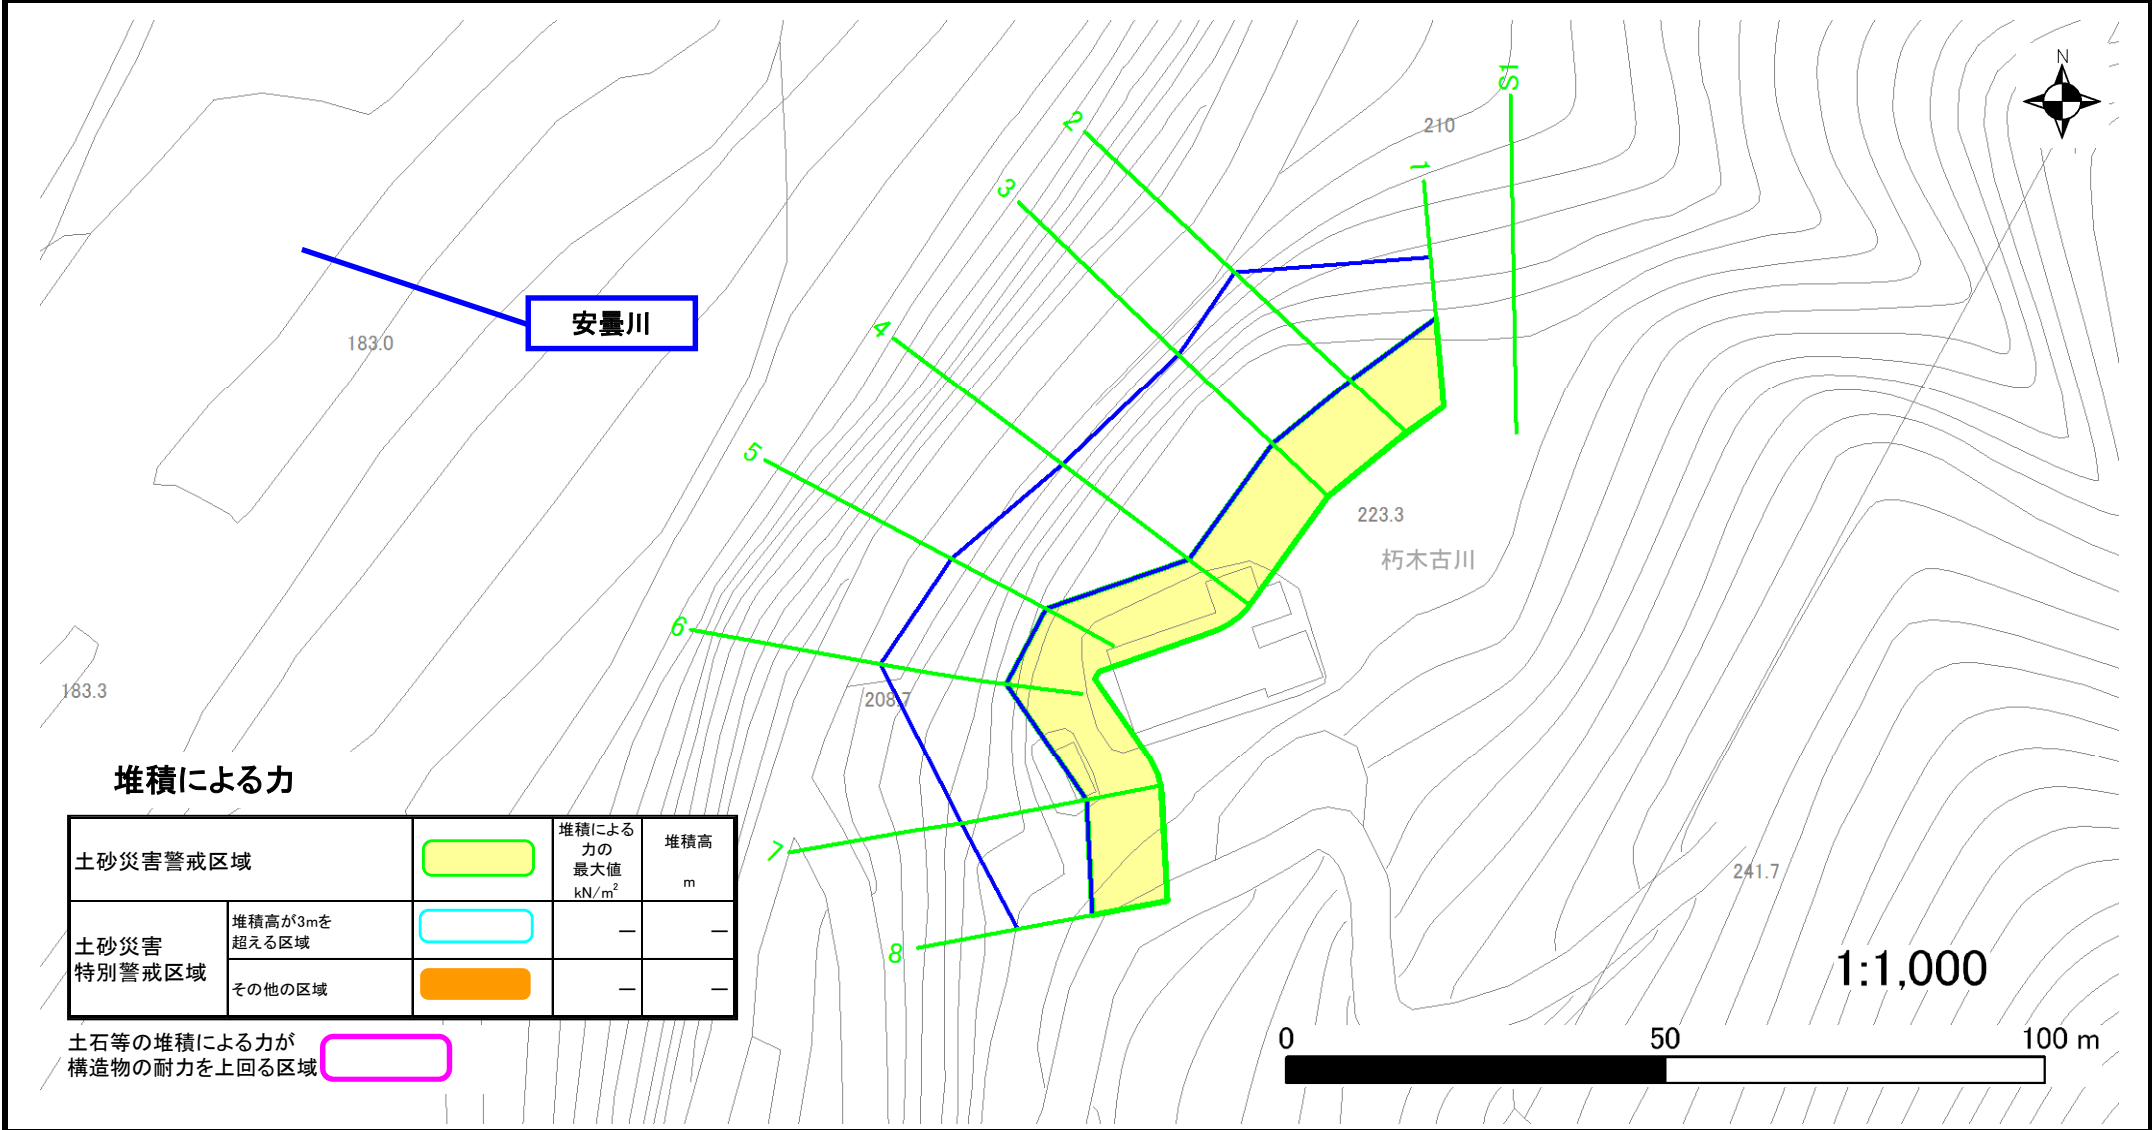 N
S1
210
2
1
3
安曇川
4
183.0
5
223.3
朽木古川
6
183.3
208.7
7
241.7
8
堆積による力
土砂災害警戒区域
堆積による
力の
最大値
kN/m²
堆積高
m
土砂災害
特別警戒区域
堆積高が3mを
超える区域
—
—
その他の区域
—
—
土石等の堆積による力が
構造物の耐力を上回る区域
1:1,000
0 50 100 m